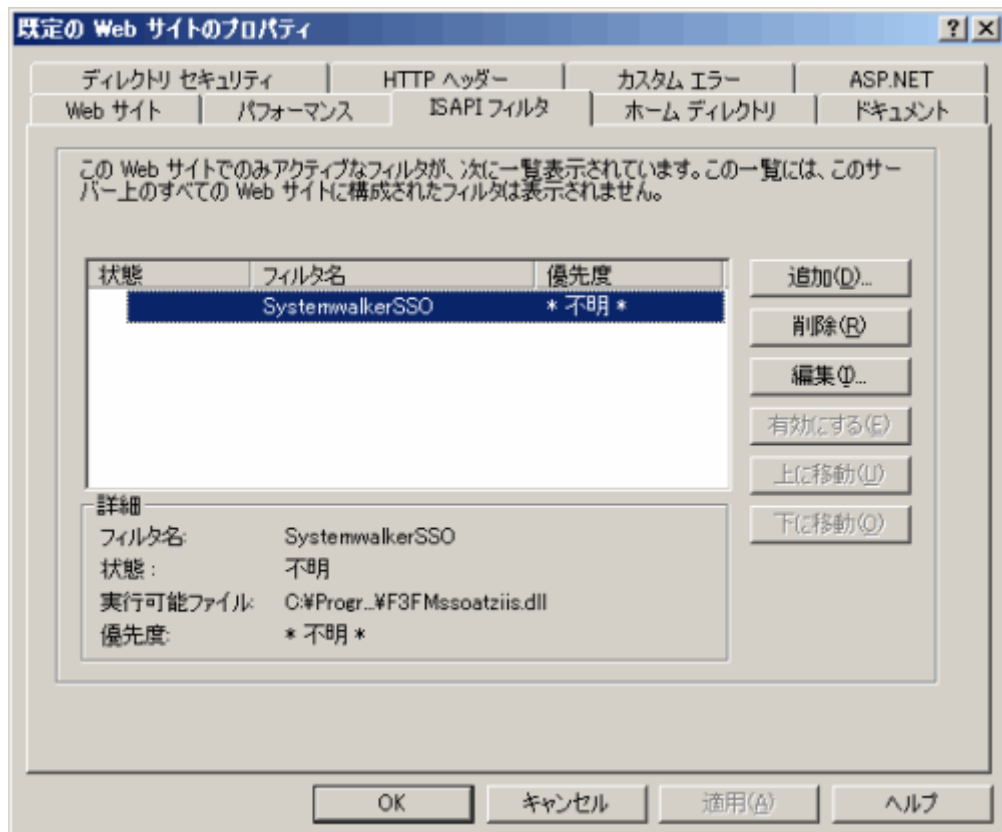 既定の Web サイトのプロパティ
ディレクトリ セキュリティ HTTP ヘッダー カスタム エラー ASP.NET
Web サイト パフォーマンス ISAPI フィルタ ホーム ディレクトリ ドキュメント
この Web サイトでのみアクティブなフィルタが、次に一覧表示されています。この一覧には、このサー
バー上のすべての Web サイトに構成されたフィルタは表示されません。
状態 フィルタ名 優先度
SystemwalkerSSO * 不明 *
追加(D)...
削除(R)
編集(I)...
有効にする(E)
上に移動(U)
下に移動(O)
詳細
フィルタ名: SystemwalkerSSO
状態 : 不明
実行可能ファイル: C:¥Progr...¥F3FMssoatziis.dll
優先度: * 不明 *
OK キャンセル 適用(A) ヘルプ